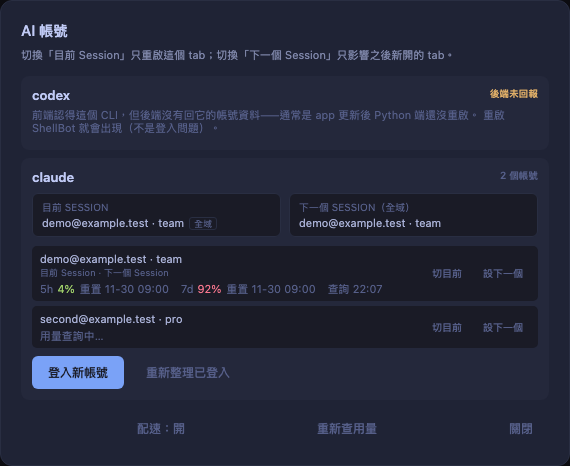 AI 帳號
切換「目前 Session」只重啟這個 tab；切換「下一個 Session」只影響之後新開的 tab。
codex
後端未回報
前端認得這個 CLI，但後端沒有回它的帳號資料——通常是 app 更新後 Python 端還沒重啟。 重啟
ShellBot 就會出現（不是登入問題）。
claude
2 個帳號
目前 SESSION
demo@example.test · team 全域
下一個 SESSION（全域）
demo@example.test · team
demo@example.test · team
目前 Session · 下一個 Session
5h 4% 重置 11-30 09:00 7d 92% 重置 11-30 09:00 查詢 22:07
切目前 設下一個
second@example.test · pro
用量查詢中…
切目前 設下一個
登入新帳號 重新整理已登入
配速：開 重新查用量 關閉